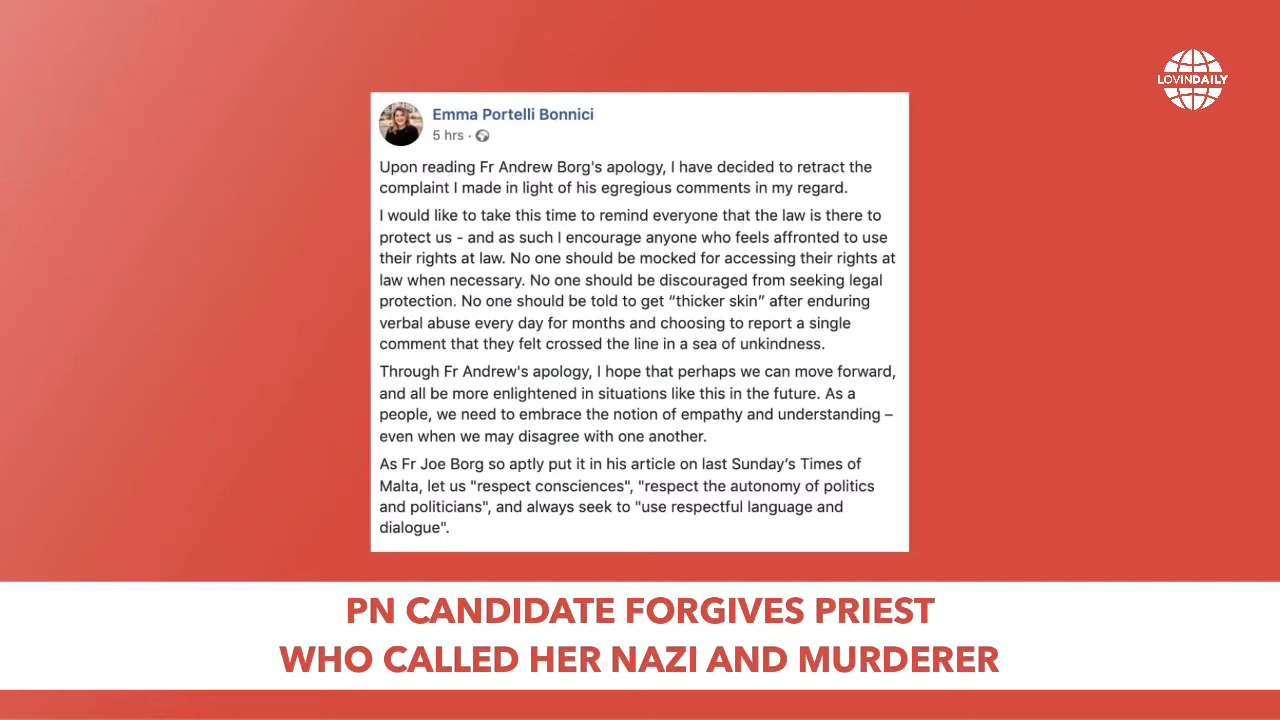 LOVINDAILY
Emma Portelli Bonnici
5 hrs ·
Upon reading Fr Andrew Borg's apology, I have decided to retract the
complaint I made in light of his egregious comments in my regard.
I would like to take this time to remind everyone that the law is there to
protect us - and as such I encourage anyone who feels affronted to use
their rights at law. No one should be mocked for accessing their rights at
law when necessary. No one should be discouraged from seeking legal
protection. No one should be told to get “thicker skin” after enduring
verbal abuse every day for months and choosing to report a single
comment that they felt crossed the line in a sea of unkindness.
Through Fr Andrew's apology, I hope that perhaps we can move forward,
and all be more enlightened in situations like this in the future. As a
people, we need to embrace the notion of empathy and understanding –
even when we may disagree with one another.
As Fr Joe Borg so aptly put it in his article on last Sunday’s Times of
Malta, let us "respect consciences", "respect the autonomy of politics
and politicians", and always seek to "use respectful language and
dialogue".
PN CANDIDATE FORGIVES PRIEST
WHO CALLED HER NAZI AND MURDERER